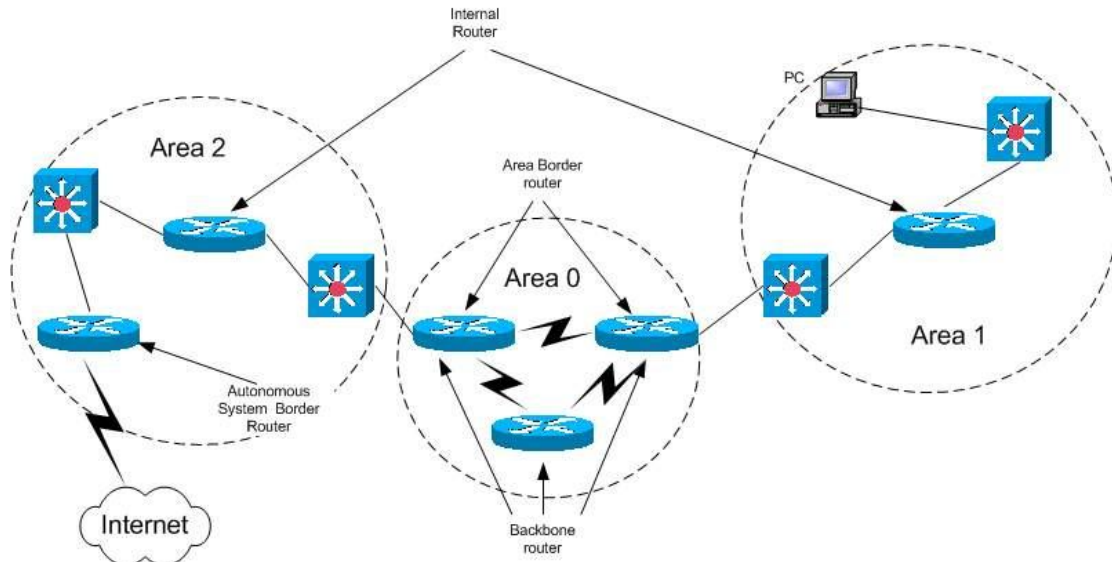 Internal
Router
PC
Area 2
Area Border
router
Area 0
Area 1
Autonomous
System Border
Router
Internet
Backbone
router